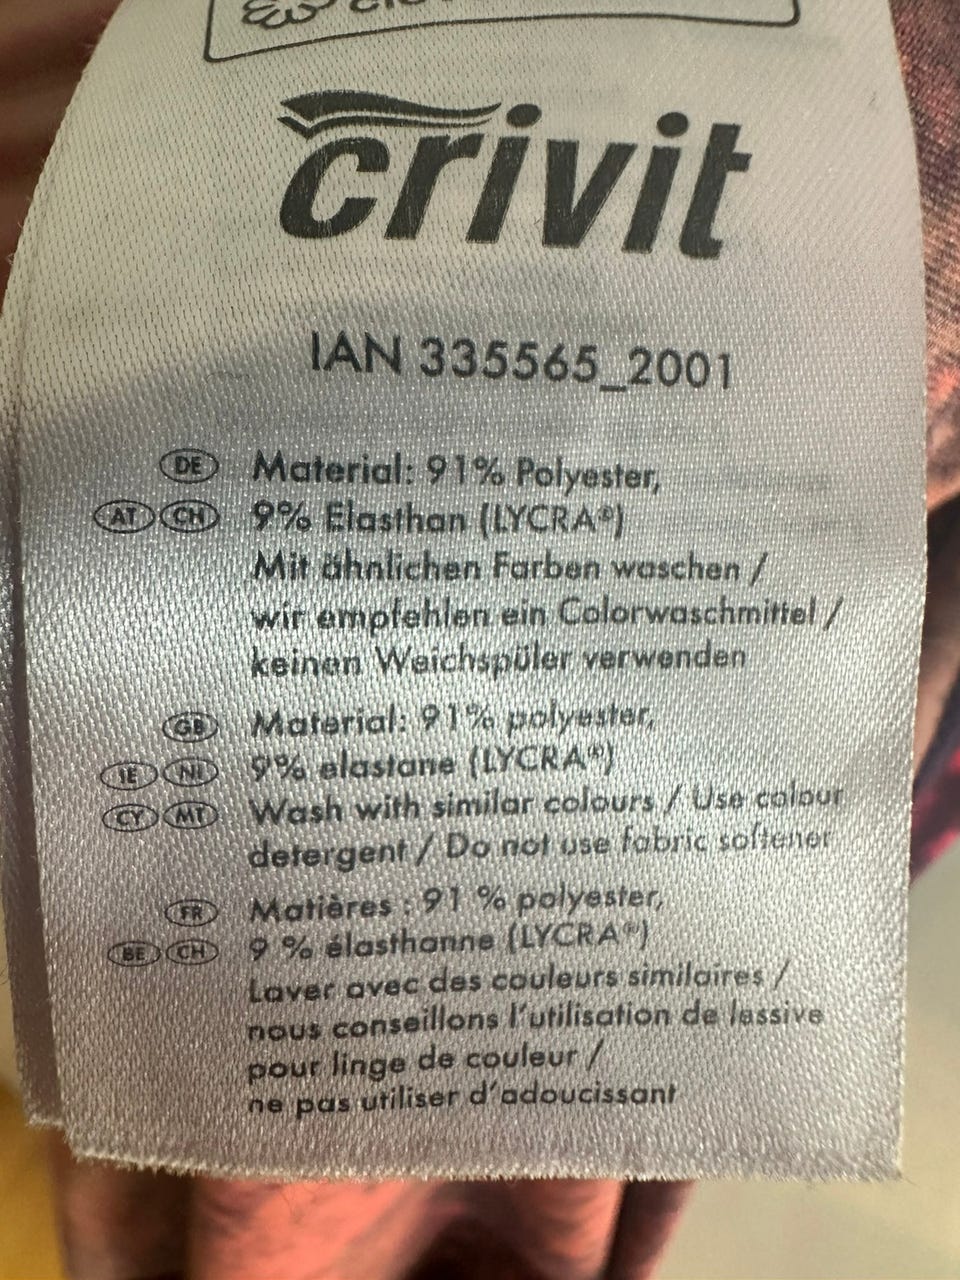 crivit
IAN 335565_2001
DE Material: 91% Polyester,
AT CH 9% Elasthan (LYCRA®)
Mit ähnlichen Farben waschen /
wir empfehlen ein Colorwaschmittel /
keinen Weichspüler verwenden
GB Material: 91% polyester,
IE NI 9% elastane (LYCRA®)
CY MT Wash with similar colours / Use colour
detergent / Do not use fabric softener
FR Matières : 91 % polyester,
BE CH 9 % élasthanne (LYCRA®)
Laver avec des couleurs similaires /
nous conseillons l'utilisation de lessive
pour linge de couleur /
ne pas utiliser d'adoucissant